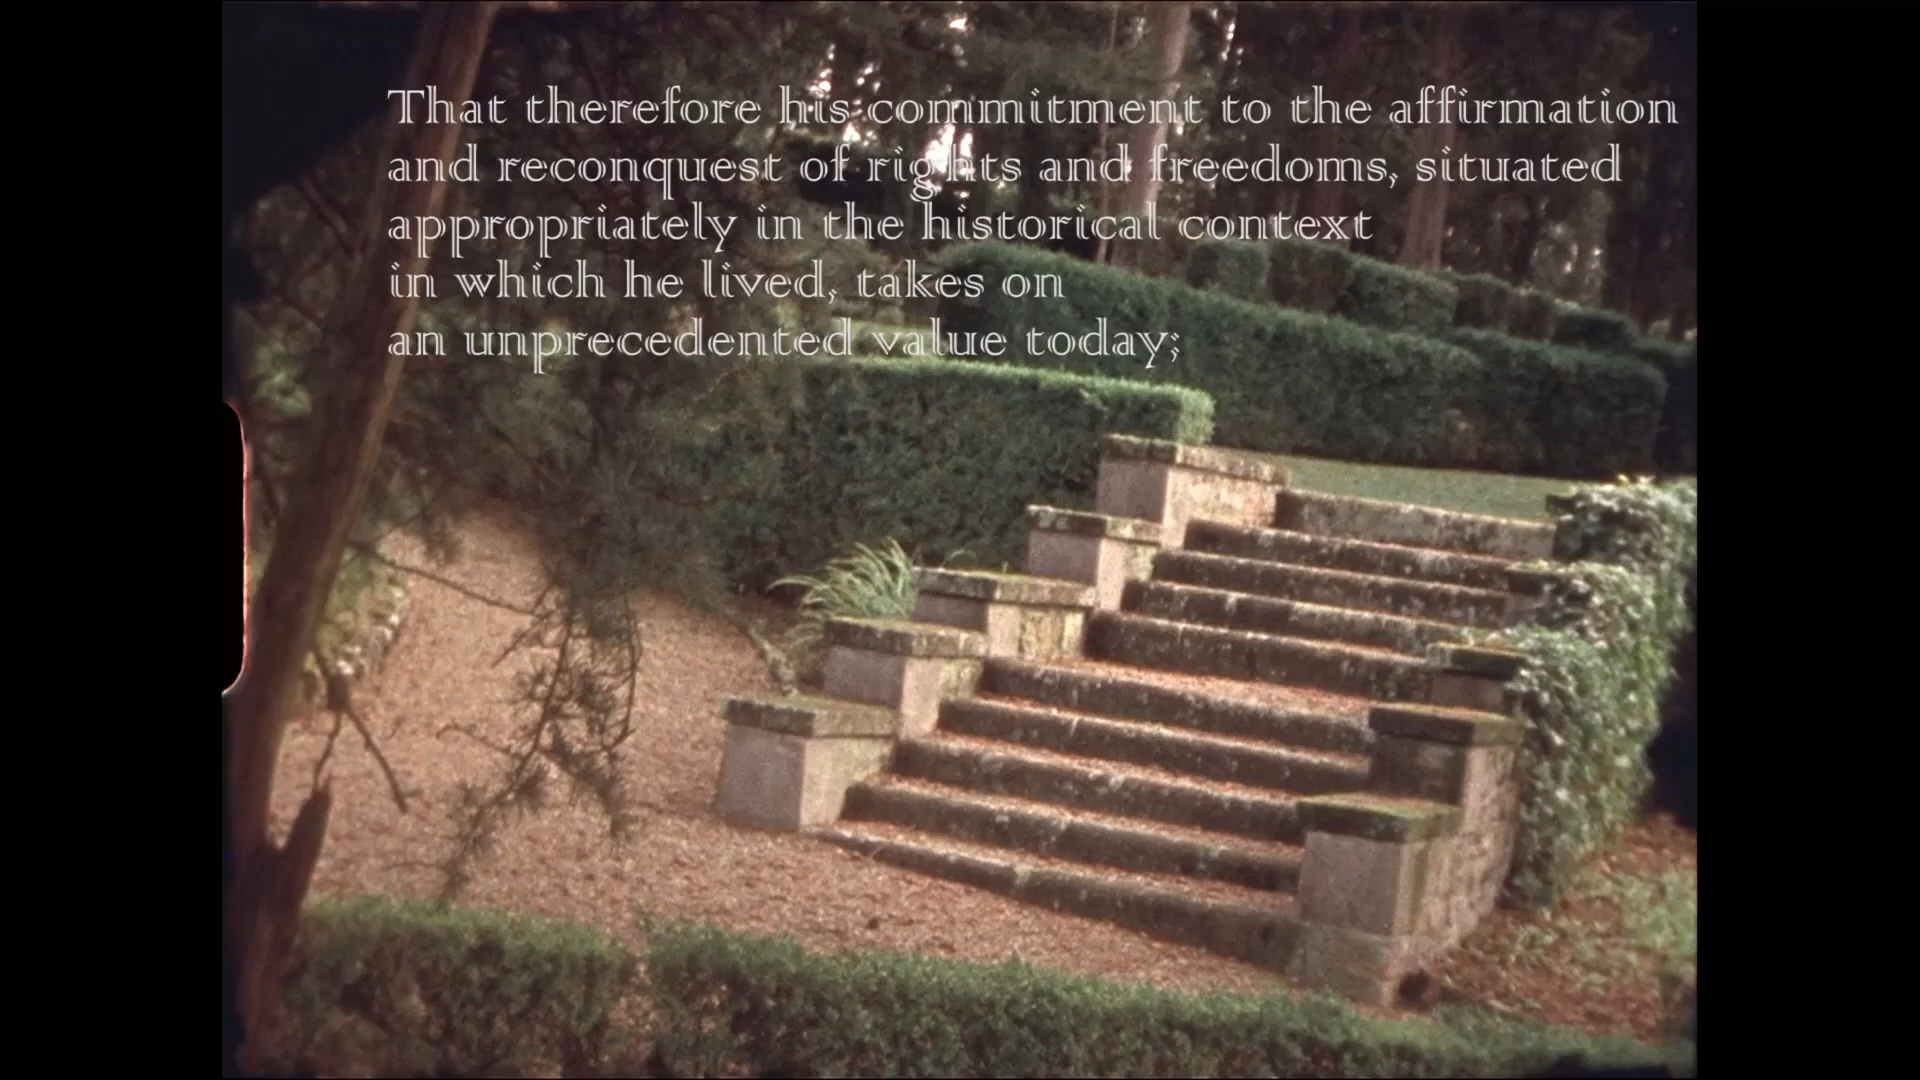 That therefore his commitment to the affirmation
and reconquest of rights and freedoms, situated
appropriately in the historical context
in which he lived, takes on
an unprecedented value today;